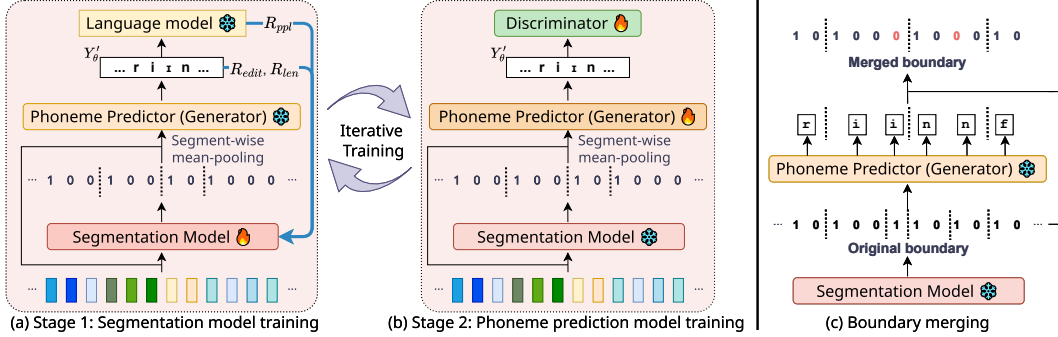 Language model
R_ppl
Y'_θ
... r i ɪ n ...
R_edit, R_len
Phoneme Predictor (Generator)
Segment-wise
mean-pooling
... 1 0 0 1 0 0 1 0 1 0 0 0 ...
Segmentation Model
...
...
(a) Stage 1: Segmentation model training
Iterative
Training
Discriminator
Y'_θ
... r i ɪ n ...
Phoneme Predictor (Generator)
Segment-wise
mean-pooling
... 1 0 0 1 0 0 1 0 1 0 0 0 ...
Segmentation Model
...
...
(b) Stage 2: Phoneme prediction model training
1 0 1 0 0 0 1 0 0 0 1 0
Merged boundary
r i i n n f
Phoneme Predictor (Generator)
... 1 0 1 0 0 1 1 0 1 0 1 0 ...
Original boundary
Segmentation Model
(c) Boundary merging